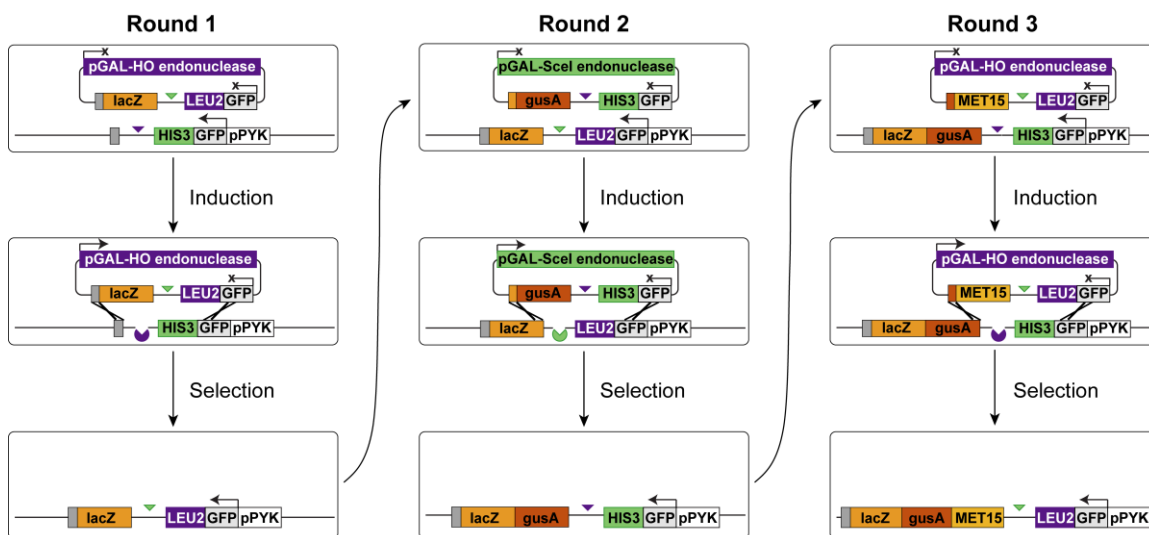 Round 1
Round 2
Round 3
x
pGAL-HO endonuclease
x
lacZ LEU2 GFP
HIS3 GFP pPYK
x
pGAL-SceI endonuclease
x
gusA HIS3 GFP
lacZ LEU2 GFP pPYK
x
pGAL-HO endonuclease
x
MET15 LEU2 GFP
lacZ gusA HIS3 GFP pPYK
Induction
Induction
Induction
pGAL-HO endonuclease
x
lacZ LEU2 GFP
HIS3 GFP pPYK
pGAL-SceI endonuclease
x
gusA HIS3 GFP
lacZ LEU2 GFP pPYK
pGAL-HO endonuclease
x
MET15 LEU2 GFP
lacZ gusA HIS3 GFP pPYK
Selection
Selection
Selection
lacZ LEU2 GFP pPYK
lacZ gusA HIS3 GFP pPYK
lacZ gusA MET15 LEU2 GFP pPYK